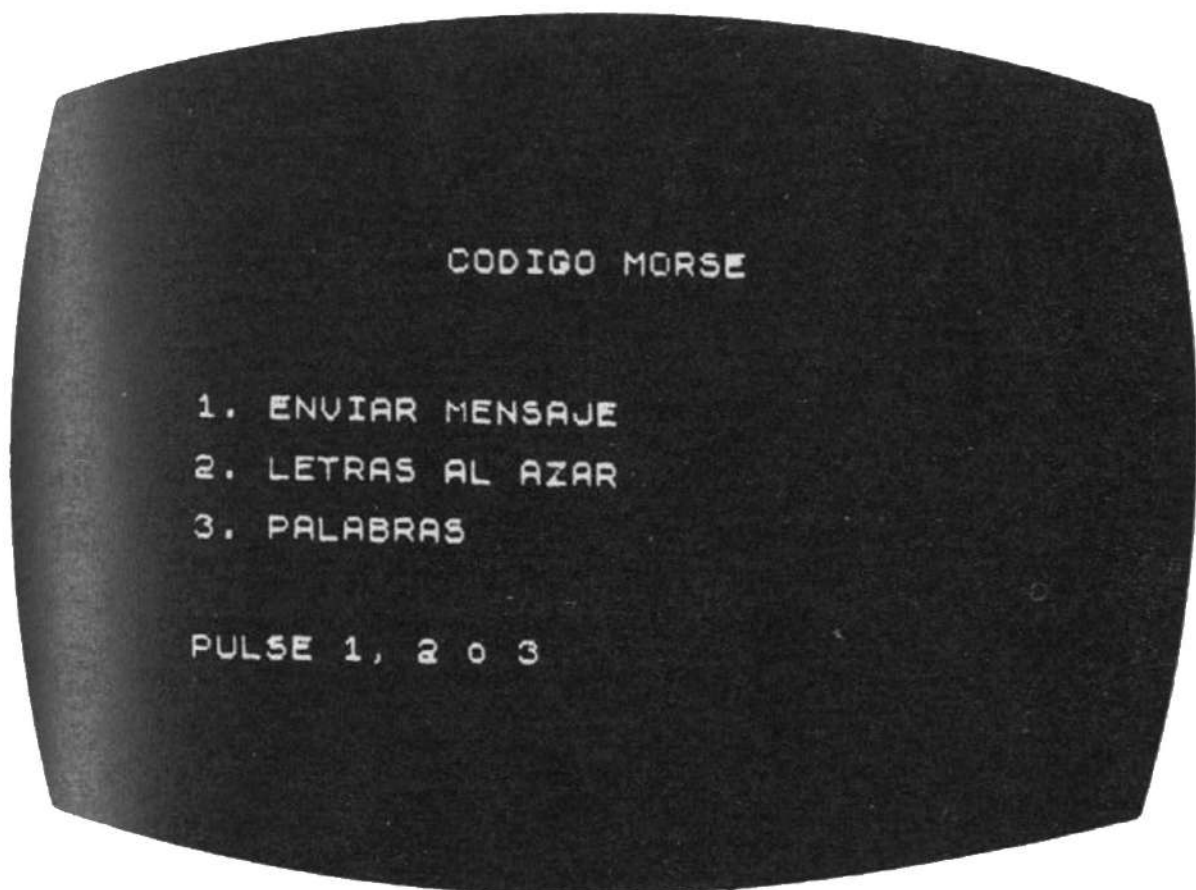 CODIGO MORSE
1. ENVIAR MENSAJE
2. LETRAS AL AZAR
3. PALABRAS
PULSE 1, 2 o 3